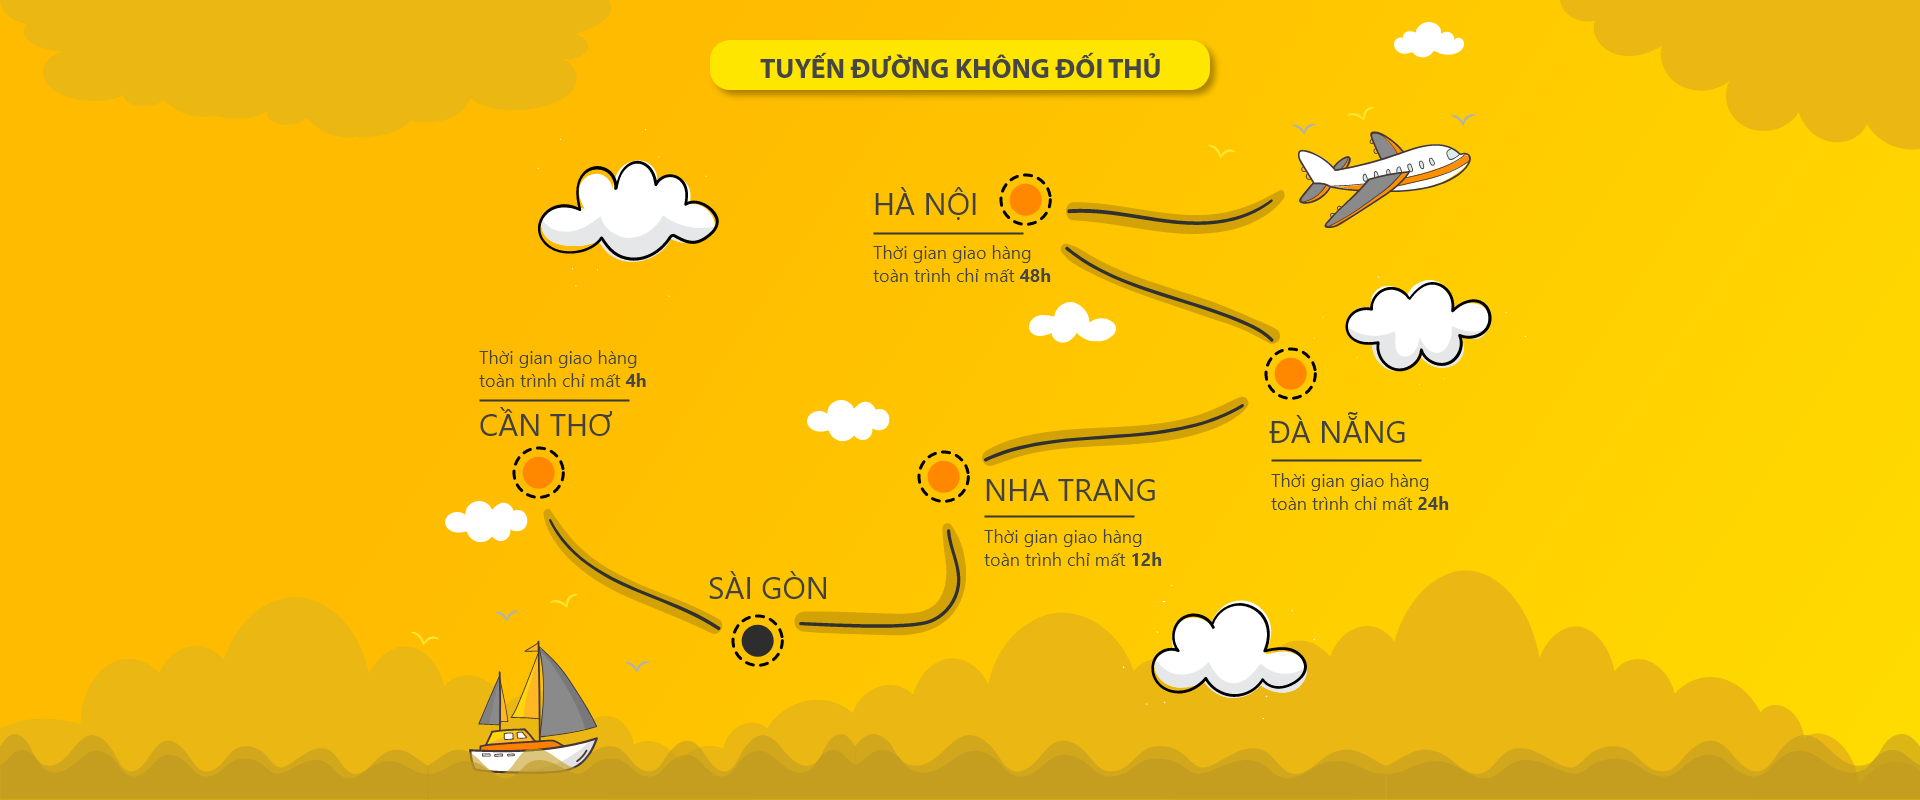 TUYẾN ĐƯỜNG KHÔNG ĐỐI THỦ
HÀ NỘI
Thời gian giao hàng
toàn trình chỉ mất 48h
Thời gian giao hàng
toàn trình chỉ mất 4h
CẦN THƠ
ĐÀ NẴNG
Thời gian giao hàng
toàn trình chỉ mất 24h
NHA TRANG
Thời gian giao hàng
toàn trình chỉ mất 12h
SÀI GÒN